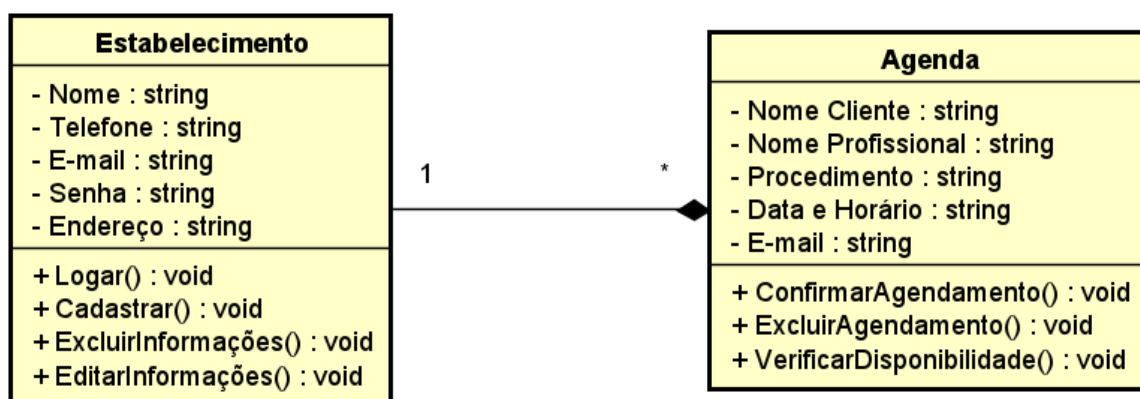 Estabelecimento
- Nome : string
- Telefone : string
- E-mail : string
- Senha : string
- Endereço : string
+ Logar() : void
+ Cadastrar() : void
+ ExcluirInformações() : void
+ EditarInformações() : void
1
*
Agenda
- Nome Cliente : string
- Nome Profissional : string
- Procedimento : string
- Data e Horário : string
- E-mail : string
+ ConfirmarAgendamento() : void
+ ExcluirAgendamento() : void
+ VerificarDisponibilidade() : void